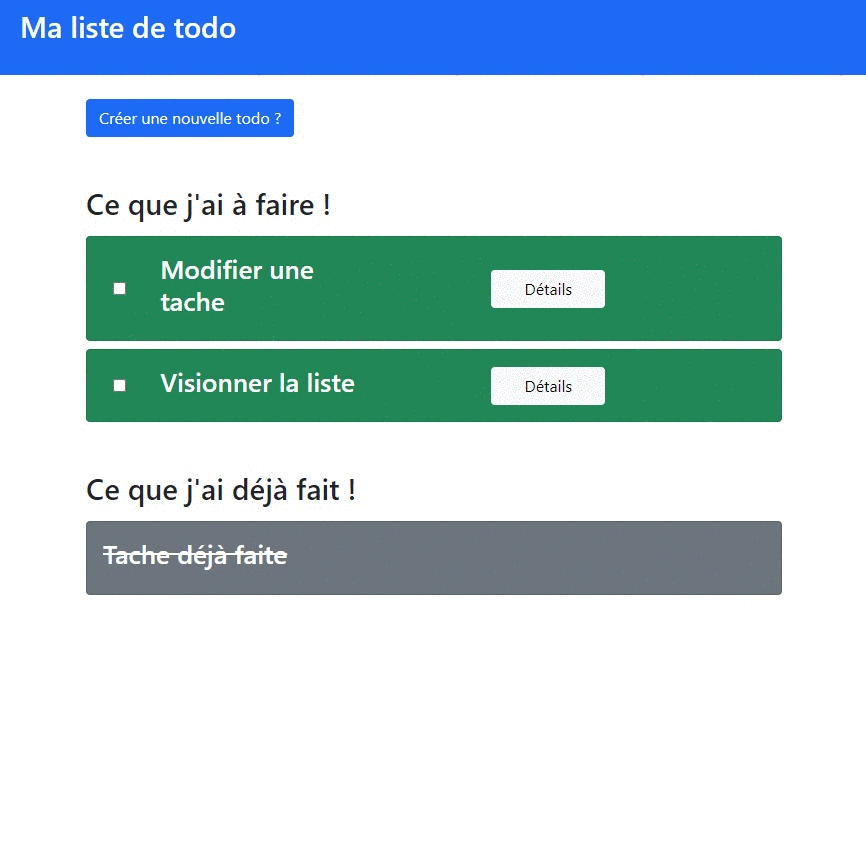 Ma liste de todo
Créer une nouvelle todo ?
Ce que j'ai à faire !
Modifier une
tache
Détails
Visionner la liste
Détails
Ce que j'ai déjà fait !
Tache déjà faite